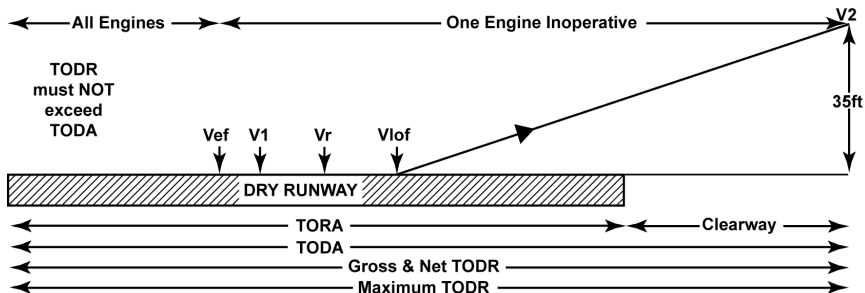 V2
All Engines
One Engine Inoperative
TODR
must NOT
exceed
TODA
35ft
Vef
V1
Vr
Vlof
DRY RUNWAY
TORA
Clearway
TODA
Gross & Net TODR
Maximum TODR